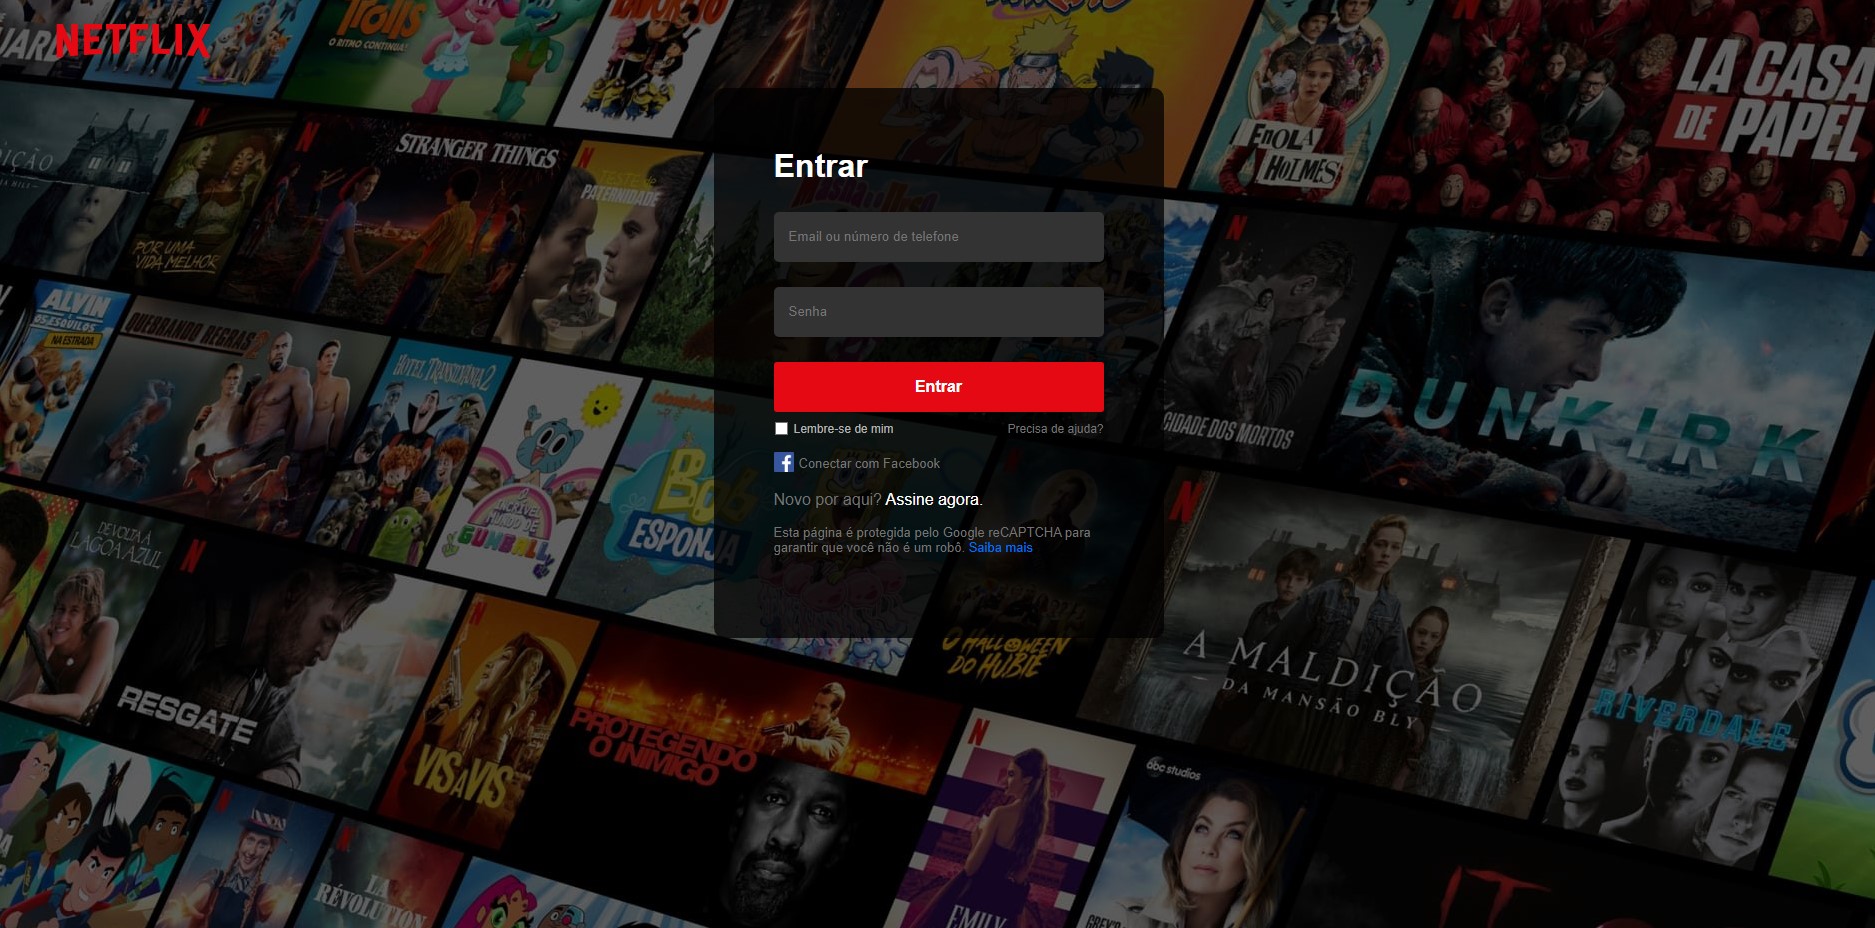 NETFLIX
Trolls
O RITMO CONTINUA!
LA CASA
DE PAPEL
ENOLA
HOLMES
STRANGER THINGS
TESTE de
PATERNIDADE
POR UMA
VIDA MELHOR
Entrar
Email ou número de telefone
Senha
Entrar
Lembre-se de mim
Precisa de ajuda?
Conectar com Facebook
Novo por aqui? Assine agora.
Esta página é protegida pelo Google reCAPTCHA para
garantir que você não é um robô. Saiba mais
ALVIN
E OS ESQUILOS
NA ESTRADA
QUEBRANDO REGRAS 2
HOTEL TRANSILVÂNIA 2
O
INCRÍVEL
MUNDO DE
GUMBALL
nickelodeon
Bob
ESPONJA
CIDADE DOS MORTOS
DUNKIRK
DE VOLTA À
LAGOA AZUL
RESGATE
VIS A VIS
PROTEGENDO
O INIMIGO
O HALLOWEEN
DO HUBIE
A MALDIÇÃO
DA MANSÃO BLY
RIVERDALE
abc studios
LA
RÉVOLUTION
EMILY
GREY'S
IT